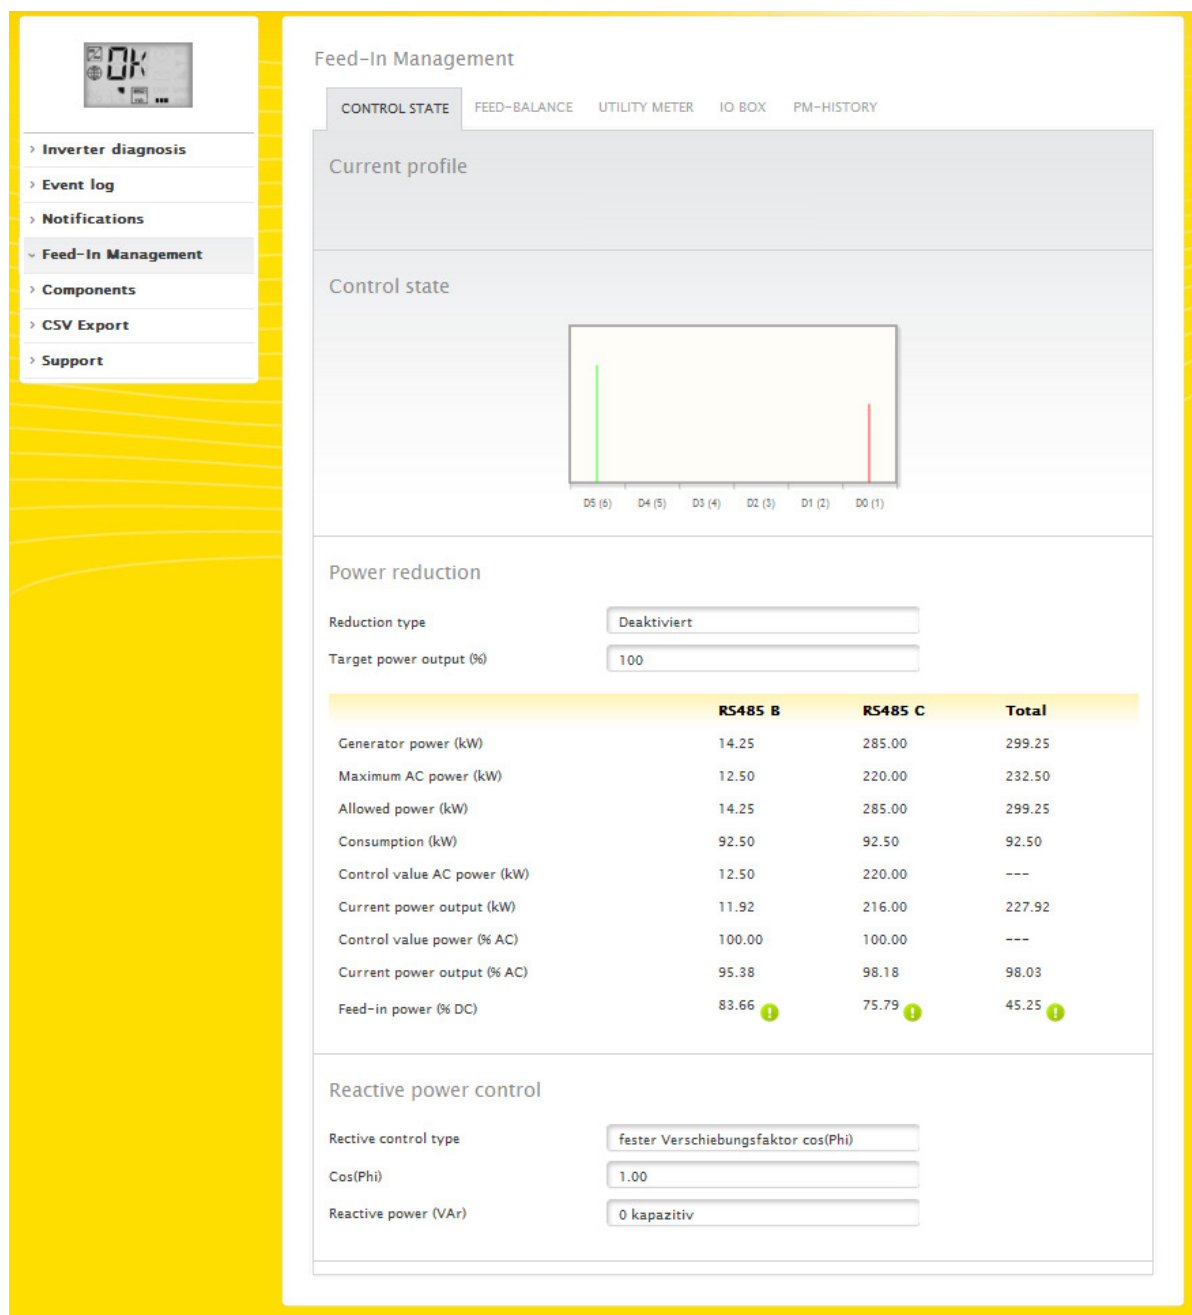 OK
Inverter diagnosis
Event log
Notifications
Feed-In Management
Components
CSV Export
Support
Feed-In Management
CONTROL STATE FEED-BALANCE UTILITY METER IO BOX PM-HISTORY
Current profile
Control state
D5 (6) D4 (5) D3 (4) D2 (3) D1 (2) D0 (1)
Power reduction
Reduction type Deaktiviert
Target power output (%) 100
RS485 B RS485 C Total
Generator power (kW) 14.25 285.00 299.25
Maximum AC power (kW) 12.50 220.00 232.50
Allowed power (kW) 14.25 285.00 299.25
Consumption (kW) 92.50 92.50 92.50
Control value AC power (kW) 12.50 220.00 ---
Current power output (kW) 11.92 216.00 227.92
Control value power (% AC) 100.00 100.00 ---
Current power output (% AC) 95.38 98.18 98.03
Feed-in power (% DC) 83.66 75.79 45.25
Reactive power control
Rective control type fester Verschiebungsfaktor cos(Phi)
Cos(Phi) 1.00
Reactive power (VAr) 0 kapazitiv